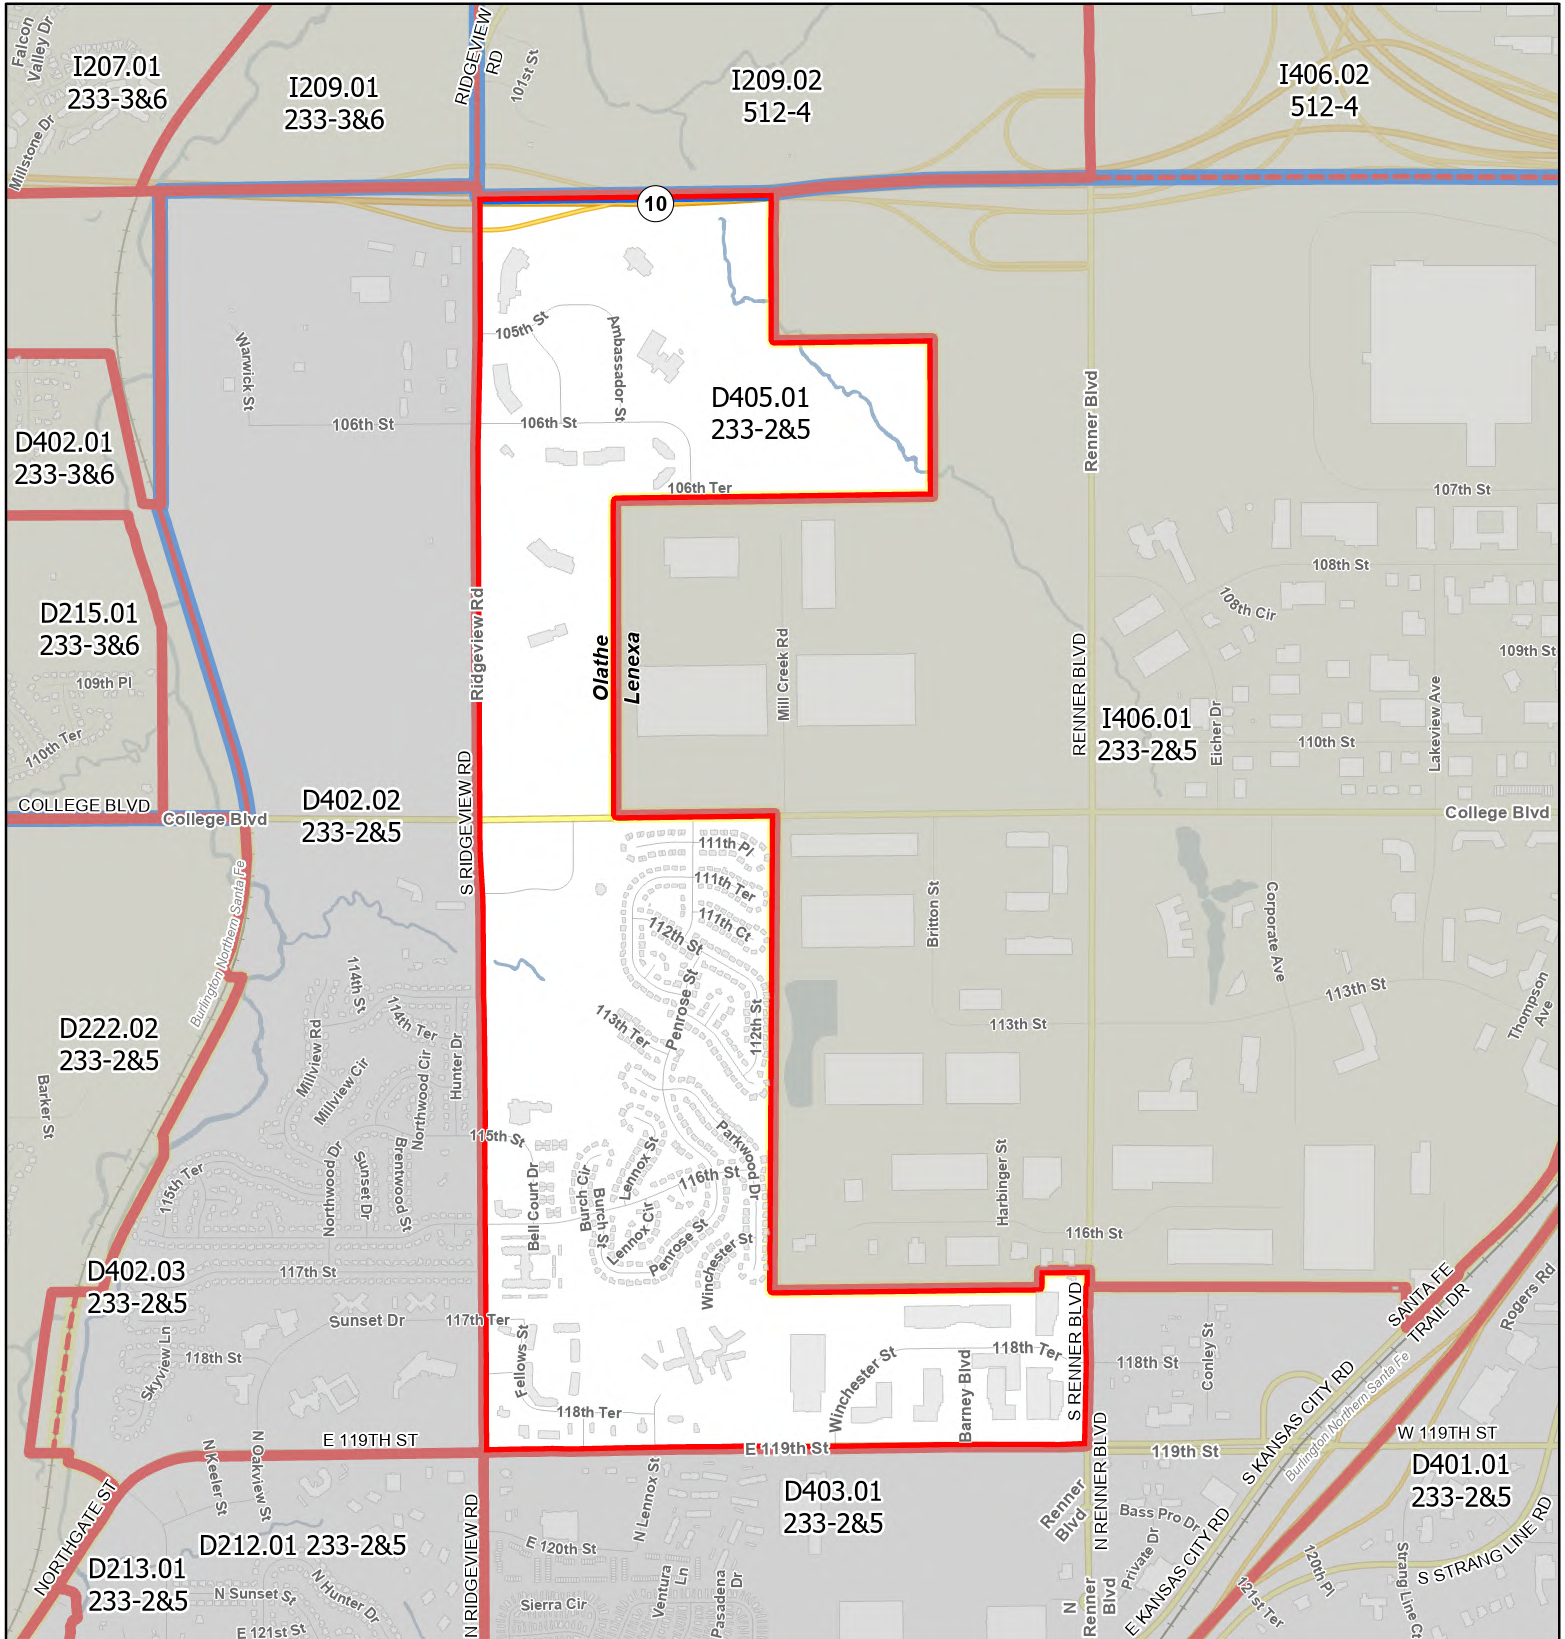 Falcon
Valley Dr
I207.01
233-3&6
Millstone Dr
I209.01
233-3&6
RIDGEVIEW
RD
101st St
I209.02
512-4
I406.02
512-4
10
105th St
Ambassador St
Warwick St
106th St
106th St
D405.01
233-2&5
106th Ter
Renner Blvd
D402.01
233-3&6
107th St
108th St
108th Cir
D215.01
233-3&6
109th Pl
110th Ter
Ridgeview Rd
Olathe
Lenexa
Mill Creek Rd
RENNER BLVD
I406.01
233-2&5
Eicher Dr
109th St
Lakeview Ave
110th St
COLLEGE BLVD
College Blvd
D402.02
233-2&5
S RIDGEVIEW RD
College Blvd
111th Pl
111th Ter
111th Ct
112th St
Penrose St
112th St
113th Ter
Britton St
Corporate Ave
113th St
113th St
Thompson
Ave
Burlington Northern Santa Fe
D222.02
233-2&5
Barker St
114th St
114th Ter
Millview Rd
Millview Cir
Northwood Cir
Hunter Dr
115th St
115th Ter
Northwood Dr
Sunset Dr
Brentwood St
Bell Court Dr
Burch Cir
Burch St
Lennox St
Lennox Cir
116th St
Parkwood Dr
Penrose St
Winchester St
Harbinger St
116th St
D402.03
233-2&5
117th St
Sunset Dr
117th Ter
Skyview Ln
118th St
Fellows St
118th Ter
Winchester St
Barney Blvd
118th Ter
S RENNER BLVD
118th St
Conley St
SANTA FE
TRAIL DR
Rogers Rd
S KANSAS CITY RD
Burlington Northern Santa Fe
E 119TH ST
E 119th St
119th St
W 119TH ST
N Keeler St
N Oakview St
NORTHGATE ST
D212.01 233-2&5
D213.01
233-2&5
N Sunset St
N Hunter Dr
E 121st St
N RIDGEVIEW RD
E 120th St
N Lennox St
Sierra Cir
Ventura
Ln
Pasadena
Dr
D403.01
233-2&5
Renner
Blvd
N RENNER BLVD
Bass Pro Dr
Private Dr
N
Renner
Blvd
E KANSAS CITY RD
D401.01
233-2&5
120th Pl
121st Ter
Strang Line Ct
S STRANG LINE RD